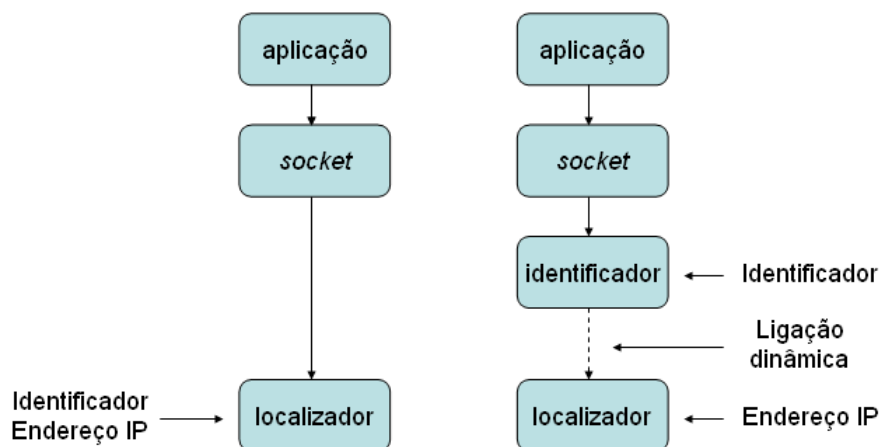 aplicação
socket
Identificador
Endereço IP
localizador
aplicação
socket
identificador
Identificador
Ligação
dinâmica
localizador
Endereço IP